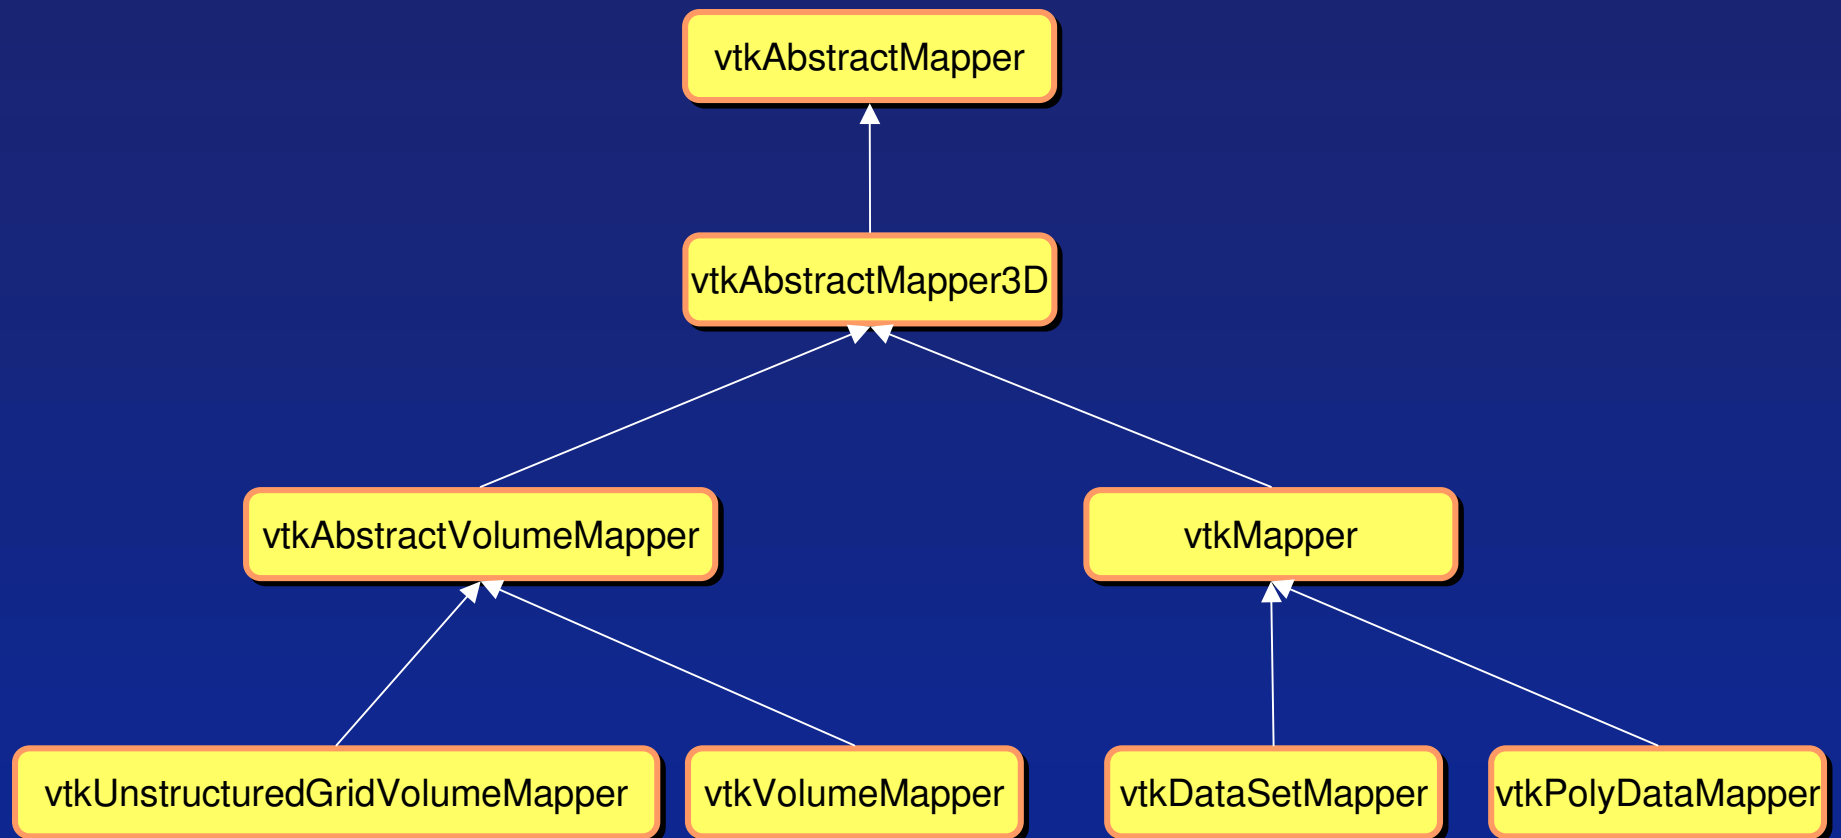 vtkAbstractMapper
vtkAbstractMapper3D
vtkAbstractVolumeMapper
vtkMapper
vtkUnstructuredGridVolumeMapper
vtkVolumeMapper
vtkDataSetMapper
vtkPolyDataMapper